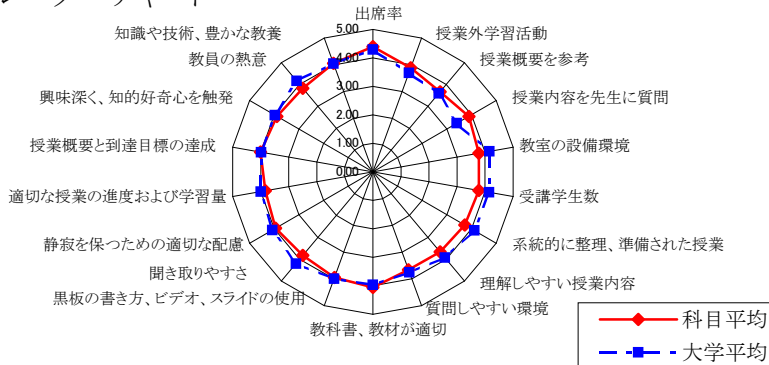 出席率
授業外学習活動
授業概要を参考
授業内容を先生に質問
教室の設備環境
受講学生数
系統的に整理、準備された授業
理解しやすい授業内容
質問しやすい環境
教科書、教材が適切
黒板の書き方、ビデオ、スライドの使用
聞き取りやすさ
静寂を保つための適切な配慮
適切な授業の進度および学習量
授業概要と到達目標の達成
興味深く、知的好奇心を触発
教員の熱意
知識や技術、豊かな教養
5.00
4.00
3.00
2.00
1.00
0.00
科目平均
大学平均